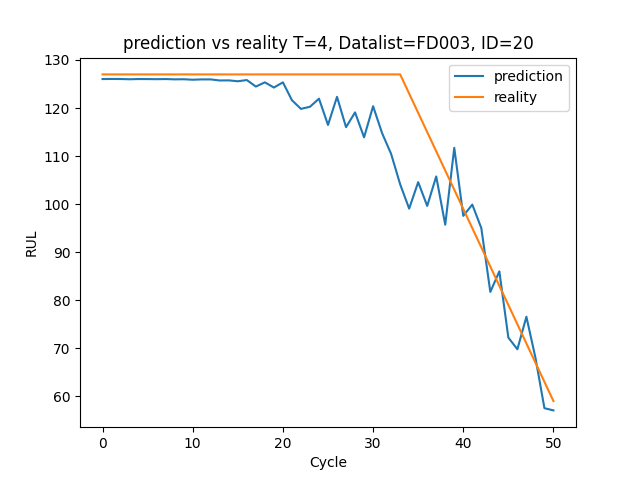 prediction vs reality T=4, Datalist=FD003, ID=20
prediction
reality
RUL
130
120
110
100
90
80
70
60
0 10 20 30 40 50
Cycle